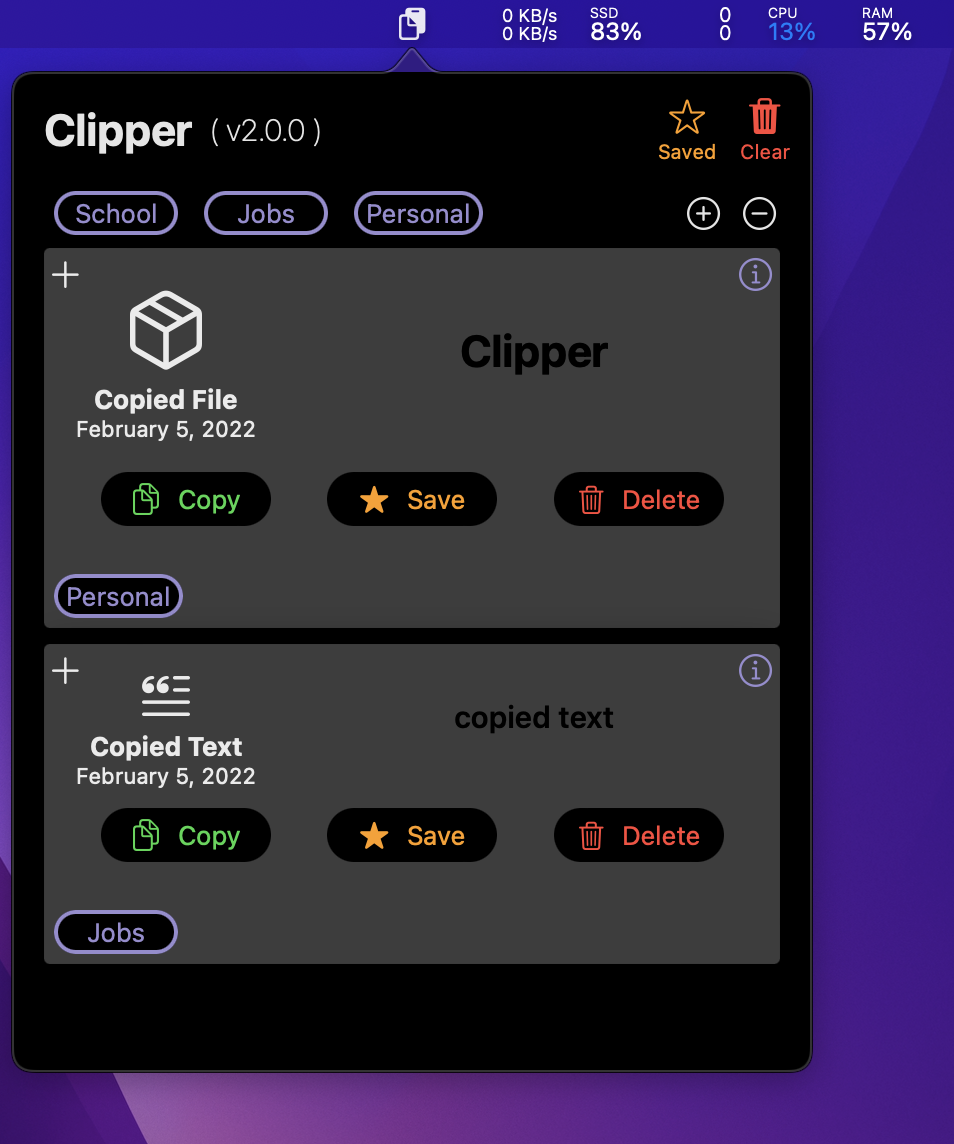 0 KB/s SSD 0 CPU RAM
0 KB/s 83% 0 13% 57%
Clipper ( v2.0.0 )
Saved Clear
School Jobs Personal
Clipper
Copied File
February 5, 2022
Copy Save Delete
Personal
copied text
Copied Text
February 5, 2022
Copy Save Delete
Jobs